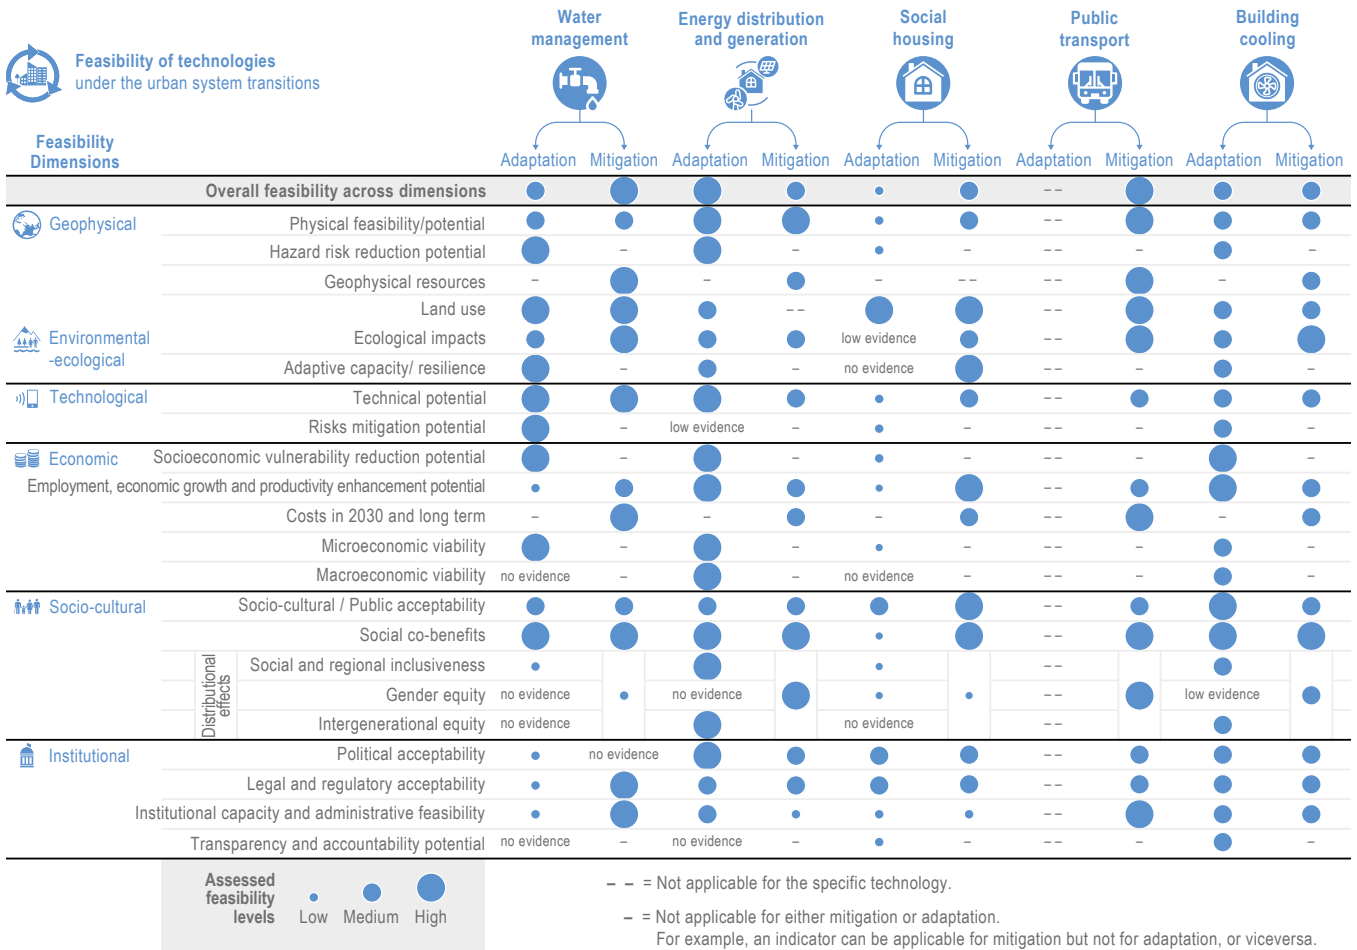 Water
management
Energy distribution
and generation
Social
housing
Public
transport
Building
cooling
Feasibility of technologies
under the urban system transitions
Feasibility
Dimensions
Adaptation Mitigation Adaptation Mitigation Adaptation Mitigation Adaptation Mitigation Adaptation Mitigation
Overall feasibility across dimensions – –
Geophysical
Physical feasibility/potential – –
Hazard risk reduction potential – – – – – –
Geophysical resources – – – – – – – –
Land use – – – –
Environmental
-ecological
Ecological impacts low evidence – –
Adaptive capacity/ resilience – – no evidence – – – –
Technological
Technical potential – –
Risks mitigation potential – low evidence – – – – – –
Economic
Socioeconomic vulnerability reduction potential – – – – – – –
Employment, economic growth and productivity enhancement potential – –
Costs in 2030 and long term – – – – – –
Microeconomic viability – – – – – – –
Macroeconomic viability no evidence – – no evidence – – – – –
Socio-cultural
Socio-cultural / Public acceptability – –
Social co-benefits – –
Distributional
effects
Social and regional inclusiveness – –
Gender equity no evidence no evidence – – low evidence
Intergenerational equity no evidence no evidence – –
Institutional
Political acceptability no evidence – –
Legal and regulatory acceptability – –
Institutional capacity and administrative feasibility – –
Transparency and accountability potential no evidence – no evidence – – – – – –
Assessed
feasibility
levels
Low Medium High
– – = Not applicable for the specific technology.
– = Not applicable for either mitigation or adaptation.
For example, an indicator can be applicable for mitigation but not for adaptation, or viceversa.